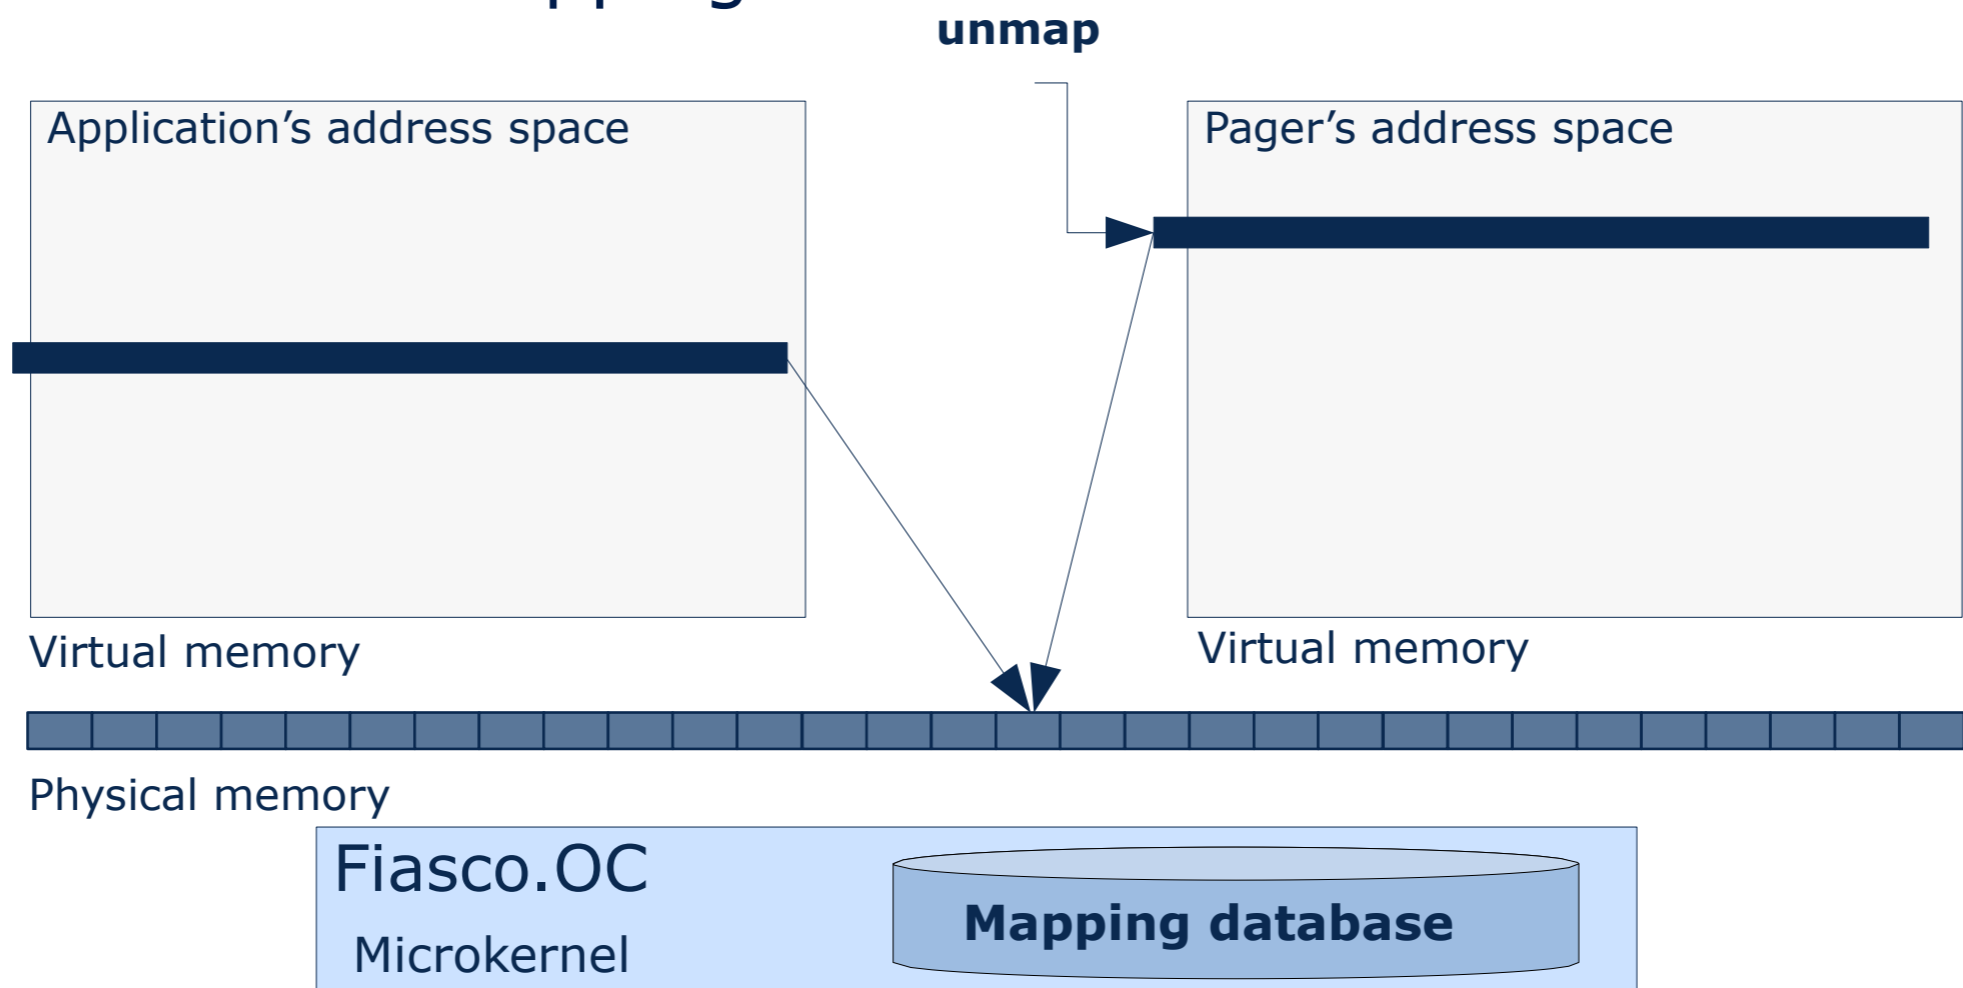 unmap
Application’s address space
Pager’s address space
Virtual memory
Virtual memory
Physical memory
Fiasco.OC
Mapping database
Microkernel